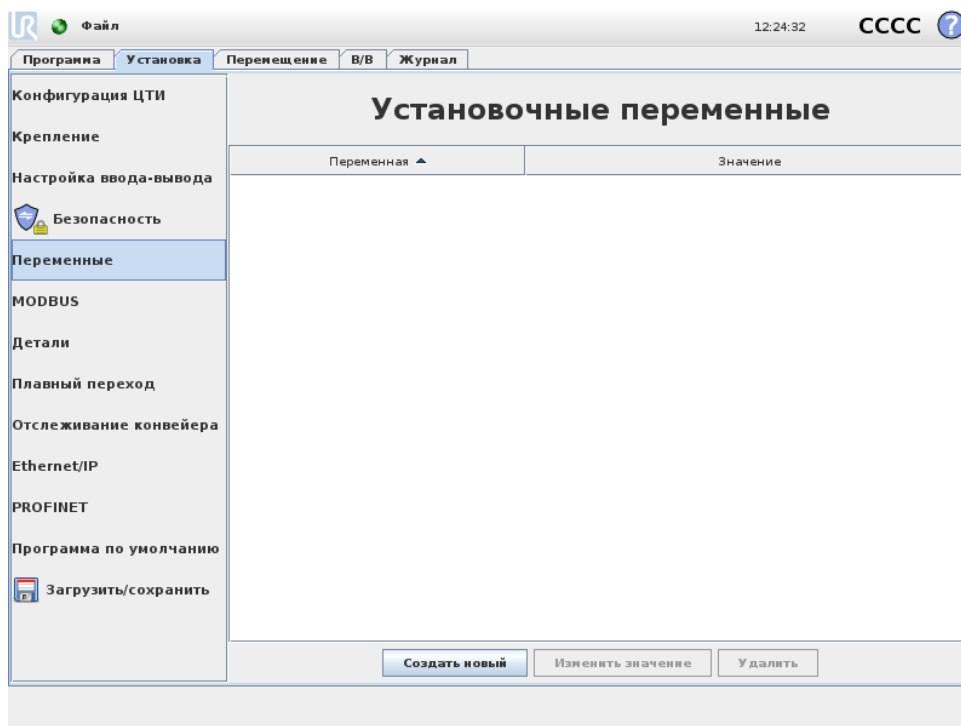 UR Файл 12:24:32 CCCC ?
Программа Установка Перемещение В/В Журнал
Конфигурация ЦТИ
Крепление
Настройка ввода-вывода
Безопасность
Переменные
MODBUS
Детали
Плавный переход
Отслеживание конвейера
Ethernet/IP
PROFINET
Программа по умолчанию
Загрузить/сохранить
Установочные переменные
Переменная Значение
Создать новый Изменить значение Удалить